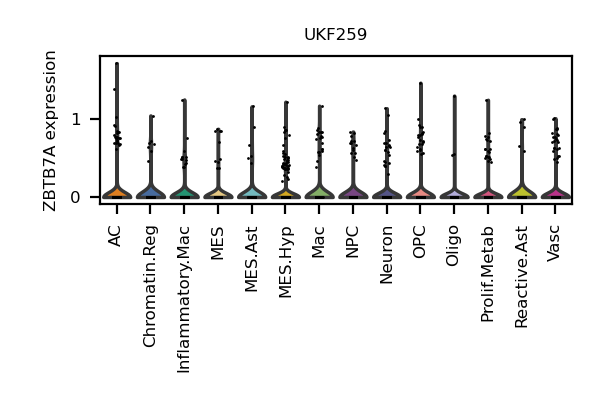 UKF259
ZBTB7A expression
1
0
AC
Chromatin.Reg
Inflammatory.Mac
MES
MES.Ast
MES.Hyp
Mac
NPC
Neuron
OPC
Oligo
Prolif.Metab
Reactive.Ast
Vasc